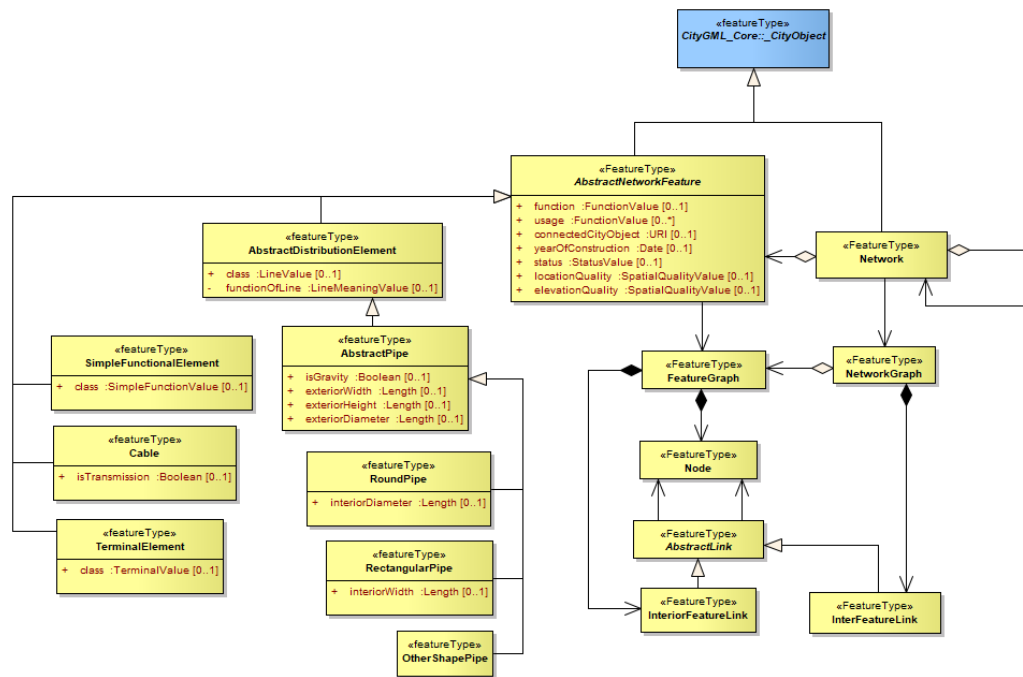 «featureType»
CityGML_Core::_CityObject
«FeatureType»
AbstractNetworkFeature
+ function :FunctionValue [0..1]
+ usage :FunctionValue [0..*]
+ connectedCityObject :URI [0..1]
+ yearOfConstruction :Date [0..1]
+ status :StatusValue [0..1]
+ locationQuality :SpatialQualityValue [0..1]
+ elevationQuality :SpatialQualityValue [0..1]
«featureType»
AbstractDistributionElement
+ class :LineValue [0..1]
- functionOfLine :LineMeaningValue [0..1]
«FeatureType»
Network
«featureType»
AbstractPipe
+ isGravity :Boolean [0..1]
+ exteriorWidth :Length [0..1]
+ exteriorHeight :Length [0..1]
+ exteriorDiameter :Length [0..1]
«featureType»
SimpleFunctionalElement
+ class :SimpleFunctionValue [0..1]
«FeatureType»
FeatureGraph
«FeatureType»
NetworkGraph
«featureType»
Cable
+ isTransmission :Boolean [0..1]
«featureType»
RoundPipe
+ interiorDiameter :Length [0..1]
«FeatureType»
Node
«featureType»
TerminalElement
+ class :TerminalValue [0..1]
«FeatureType»
AbstractLink
«featureType»
RectangularPipe
+ interiorWidth :Length [0..1]
«FeatureType»
InteriorFeatureLink
«FeatureType»
InterFeatureLink
«featureType»
OtherShapePipe